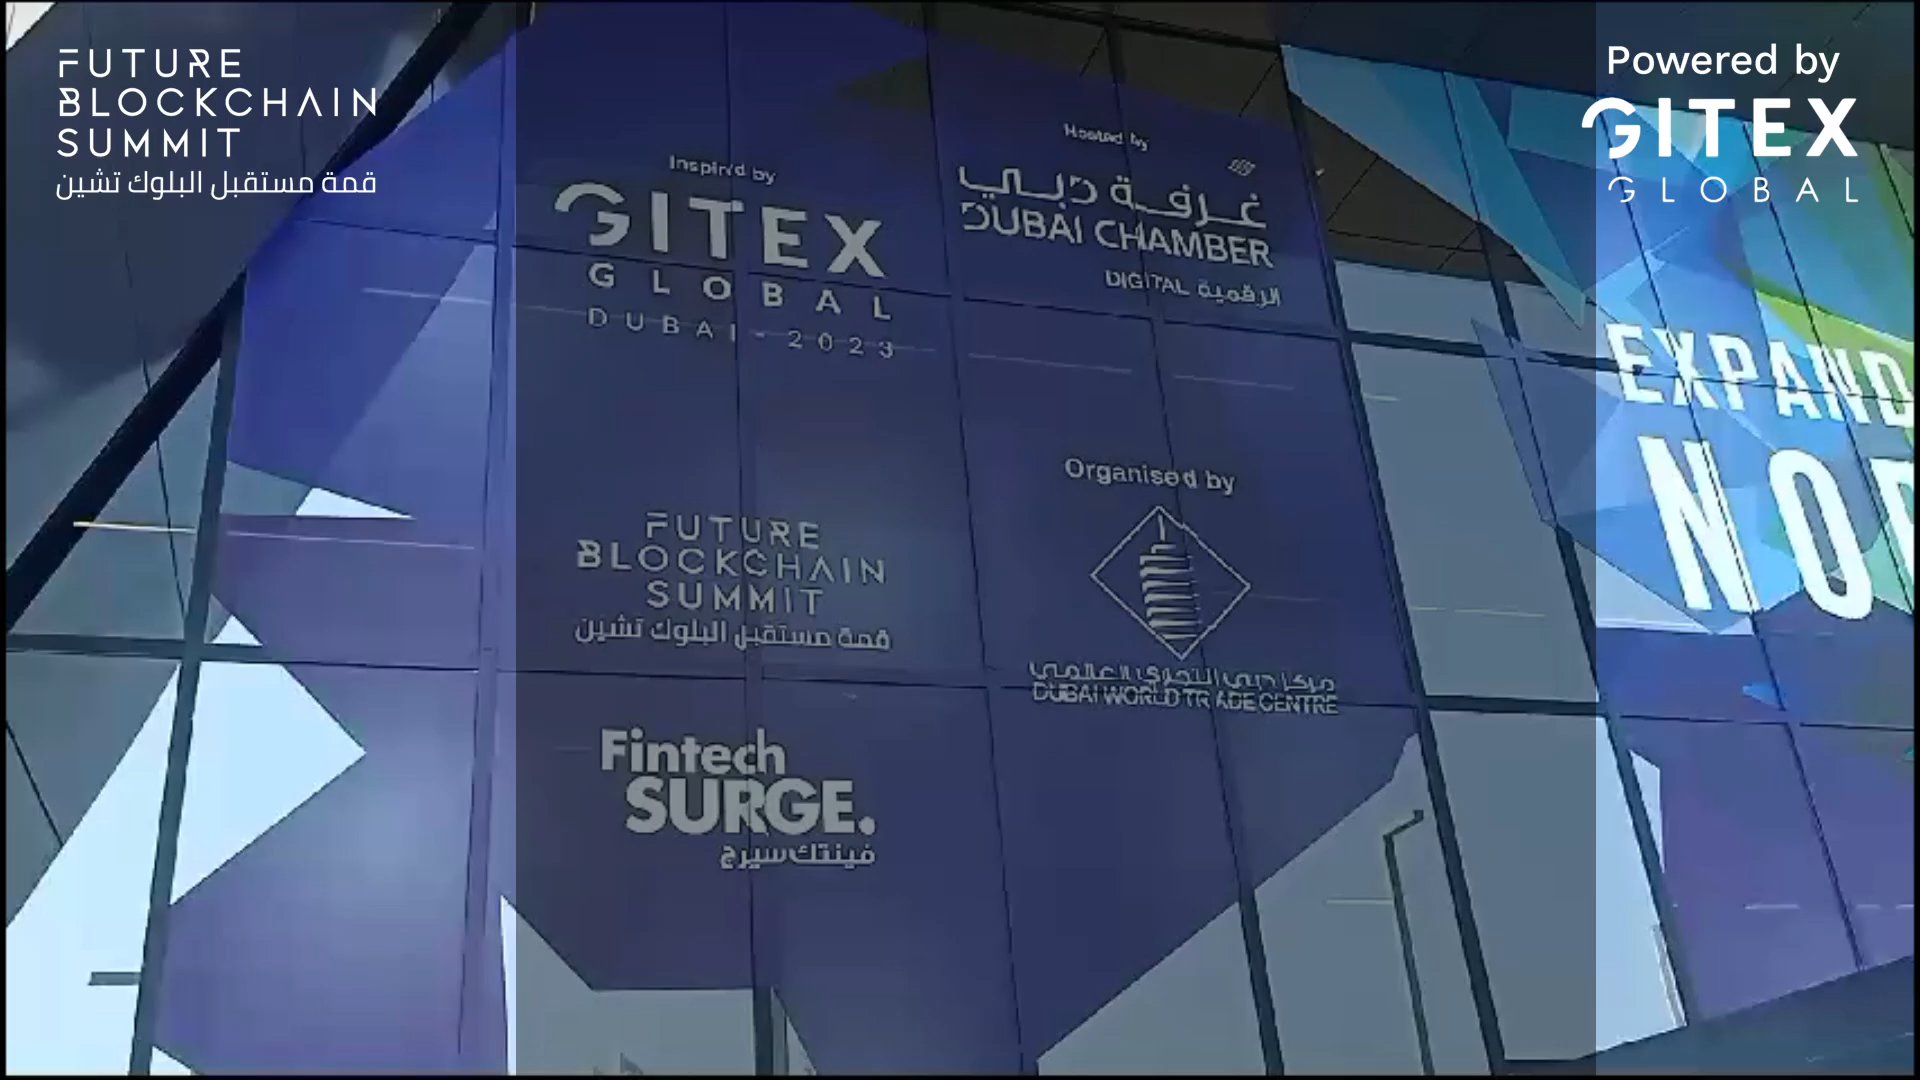 FUTURE
BLOCKCHAIN
SUMMIT
قمة مستقبل البلوك تشين
Powered by
GITEX
GLOBAL
Inspired by
GITEX
GLOBAL
DUBAI - 2023
Hosted by
غرفة دبي
DUBAI CHAMBER
DIGITAL الرقمية
EXPAND
NO
FUTURE
BLOCKCHAIN
SUMMIT
قمة مستقبل البلوك تشين
Organised by
مركز دبي التجاري العالمي
DUBAI WORLD TRADE CENTRE
Fintech
SURGE.
فينتك سيرج